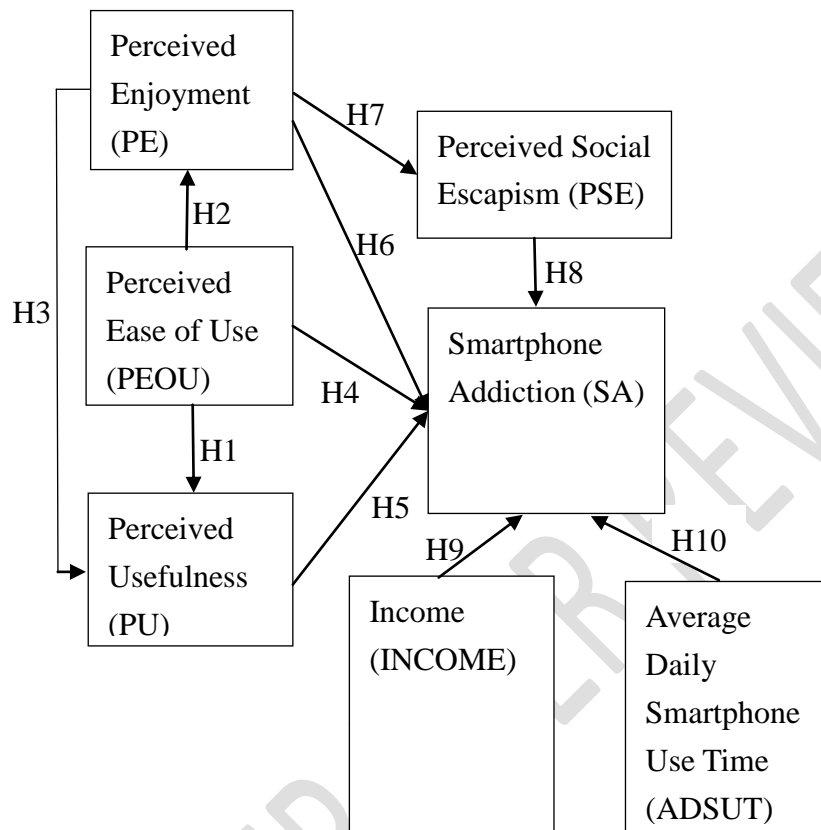 Perceived
Enjoyment
(PE)
H7
Perceived Social
Escapism (PSE)
H2
H6
H8
H3
Perceived
Ease of Use
(PEOU)
H4
Smartphone
Addiction (SA)
H1
Perceived
Usefulness
(PU)
H5
H9
H10
Income
(INCOME)
Average
Daily
Smartphone
Use Time
(ADSUT)